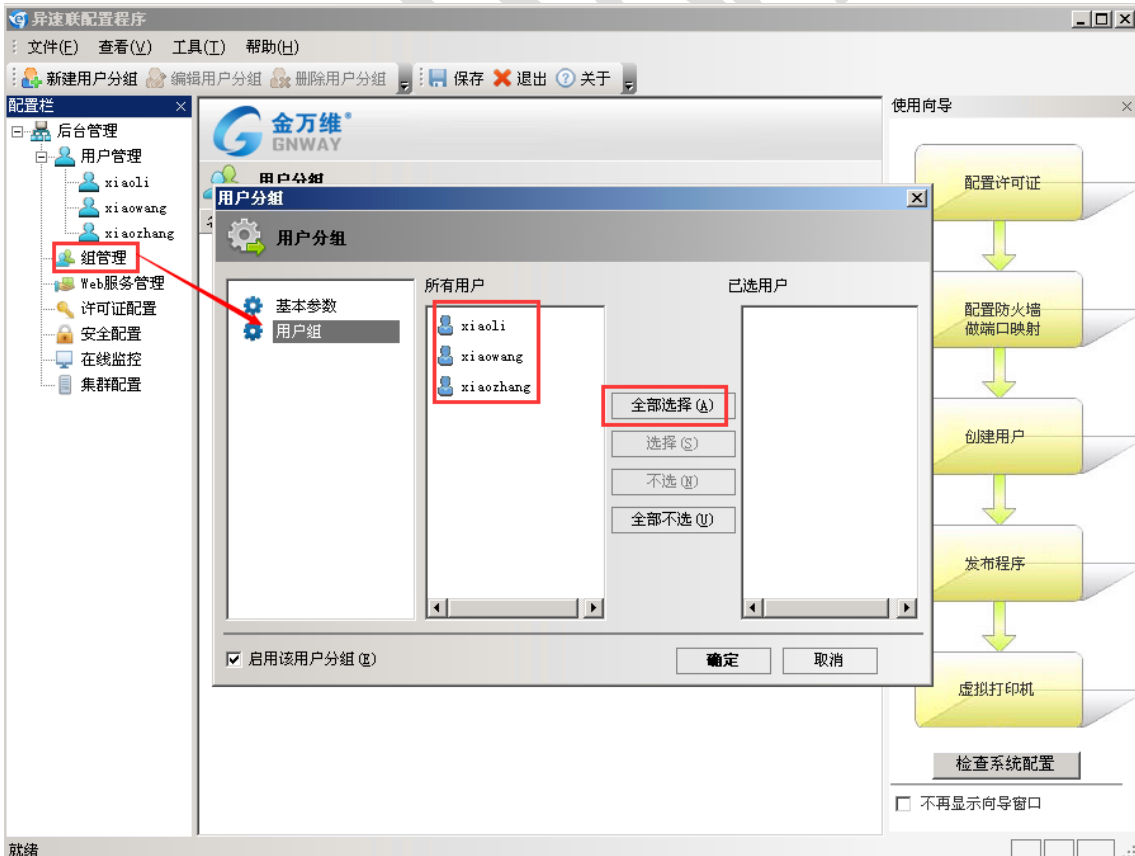 异速联配置程序
文件(F) 查看(V) 工具(T) 帮助(H)
新建用户分组 编辑用户分组 删除用户分组 保存 退出 关于
配置栏
后台管理
用户管理
xiaoli
xiaowang
xiaozhang
组管理
Web服务管理
许可证配置
安全配置
在线监控
集群配置
金万维
GNWAY
用户分组
用户分组
用户分组
基本参数
用户组
所有用户
xiaoli
xiaowang
xiaozhang
全部选择(A)
选择(S)
不选(N)
全部不选(U)
已选用户
启用该用户分组(E)
确定
取消
使用向导
配置许可证
配置防火墙
做端口映射
创建用户
发布程序
虚拟打印机
检查系统配置
不再显示向导窗口
就绪